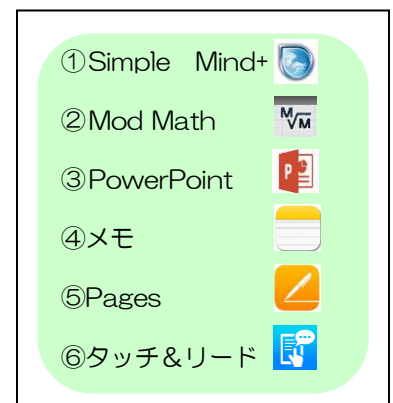 ①Simple　Mind+
②Mod Math
③PowerPoint
④メモ
⑤Pages
⑥タッチ＆リード